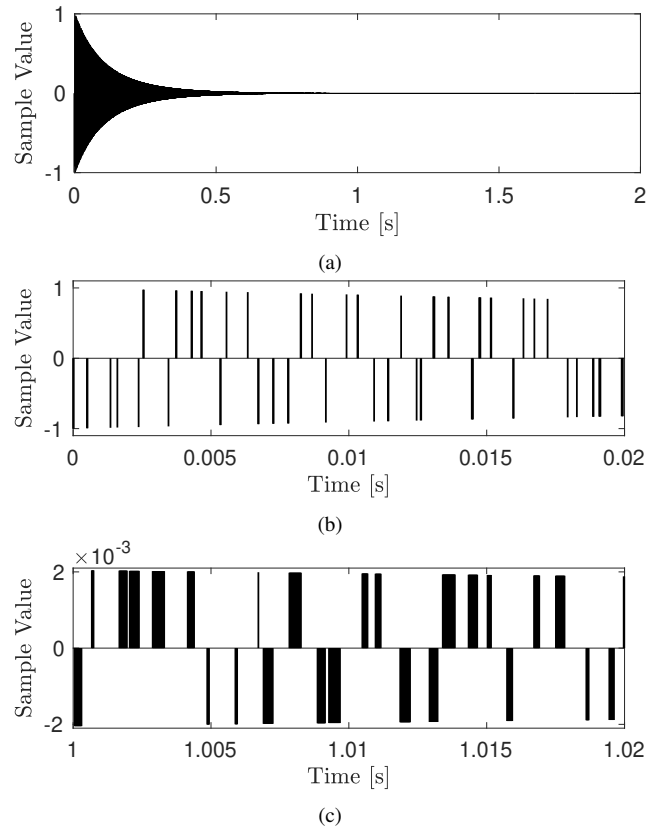 1
0
-1
Sample Value
0 0.5 1 1.5 2
Time [s]
(a)
1
0
-1
Sample Value
0 0.005 0.01 0.015 0.02
Time [s]
(b)
×10-3
2
0
-2
Sample Value
1 1.005 1.01 1.015 1.02
Time [s]
(c)